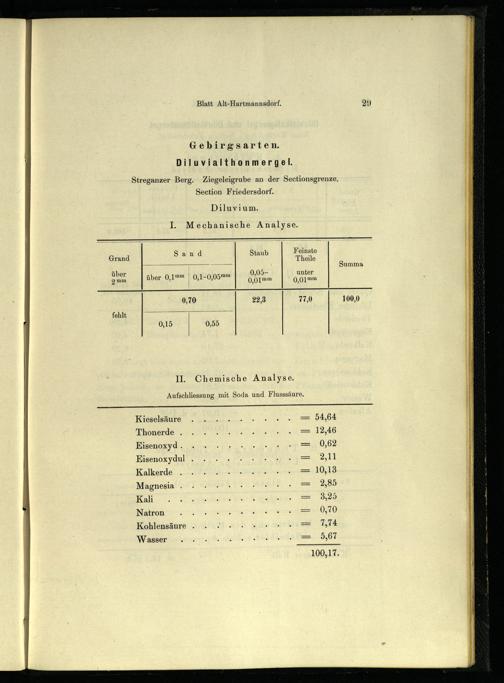 Blatt Alt-Hartmannsdorf. 29
Gebirgsarten.
Diluvialthonmergel.
Streganzer Berg. Ziegeleigrube an der Sectionsgrenze.
Section Friedersdorf.
Diluvium.
I. Mechanische Analyse.
Grand Sand Staub Feinste Theile Summa
über 2mm über 0,1mm 0,1-0,05mm 0,05-0,01mm unter 0,01mm
fehlt 0,70 22,3 77,0 100,0
0,15 0,55
II. Chemische Analyse.
Aufschliessung mit Soda und Flusssäure.
Kieselsäure . . . . . . . . . = 54,64
Thonerde . . . . . . . . . . = 12,46
Eisenoxyd . . . . . . . . . . = 0,62
Eisenoxydul . . . . . . . . . = 2,11
Kalkerde . . . . . . . . . . = 10,13
Magnesia . . . . . . . . . . = 2,85
Kali . . . . . . . . . . . = 3,25
Natron . . . . . . . . . . = 0,70
Kohlensäure . . . . . . . . . = 7,74
Wasser . . . . . . . . . . = 5,67
100,17.